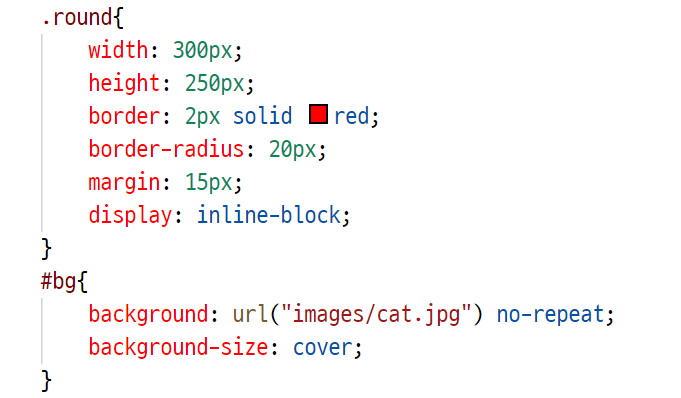 .round{
    width: 300px;
    height: 250px;
    border: 2px solid red;
    border-radius: 20px;
    margin: 15px;
    display: inline-block;
}
#bg{
    background: url("images/cat.jpg") no-repeat;
    background-size: cover;
}